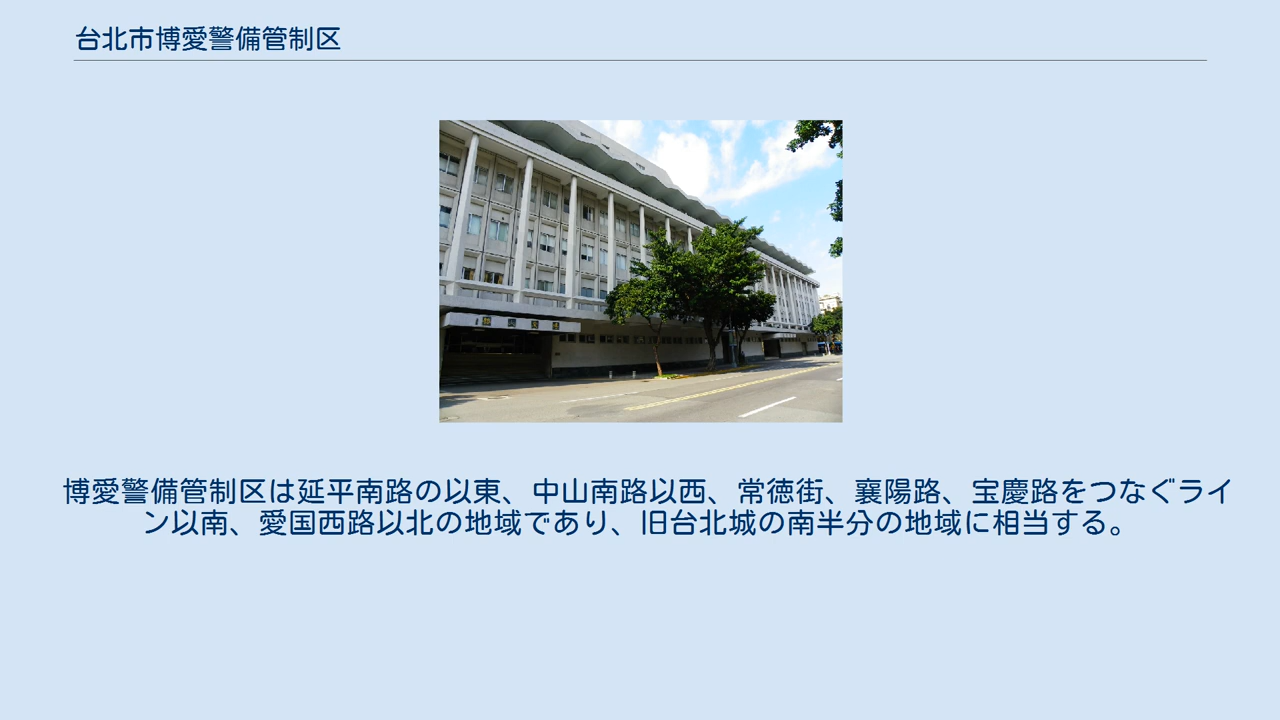 台北市博愛警備管制区
博愛警備管制区は延平南路の以東、中山南路以西、常徳街、襄陽路、宝慶路をつなぐライ
ン以南、愛国西路以北の地域であり、旧台北城の南半分の地域に相当する。